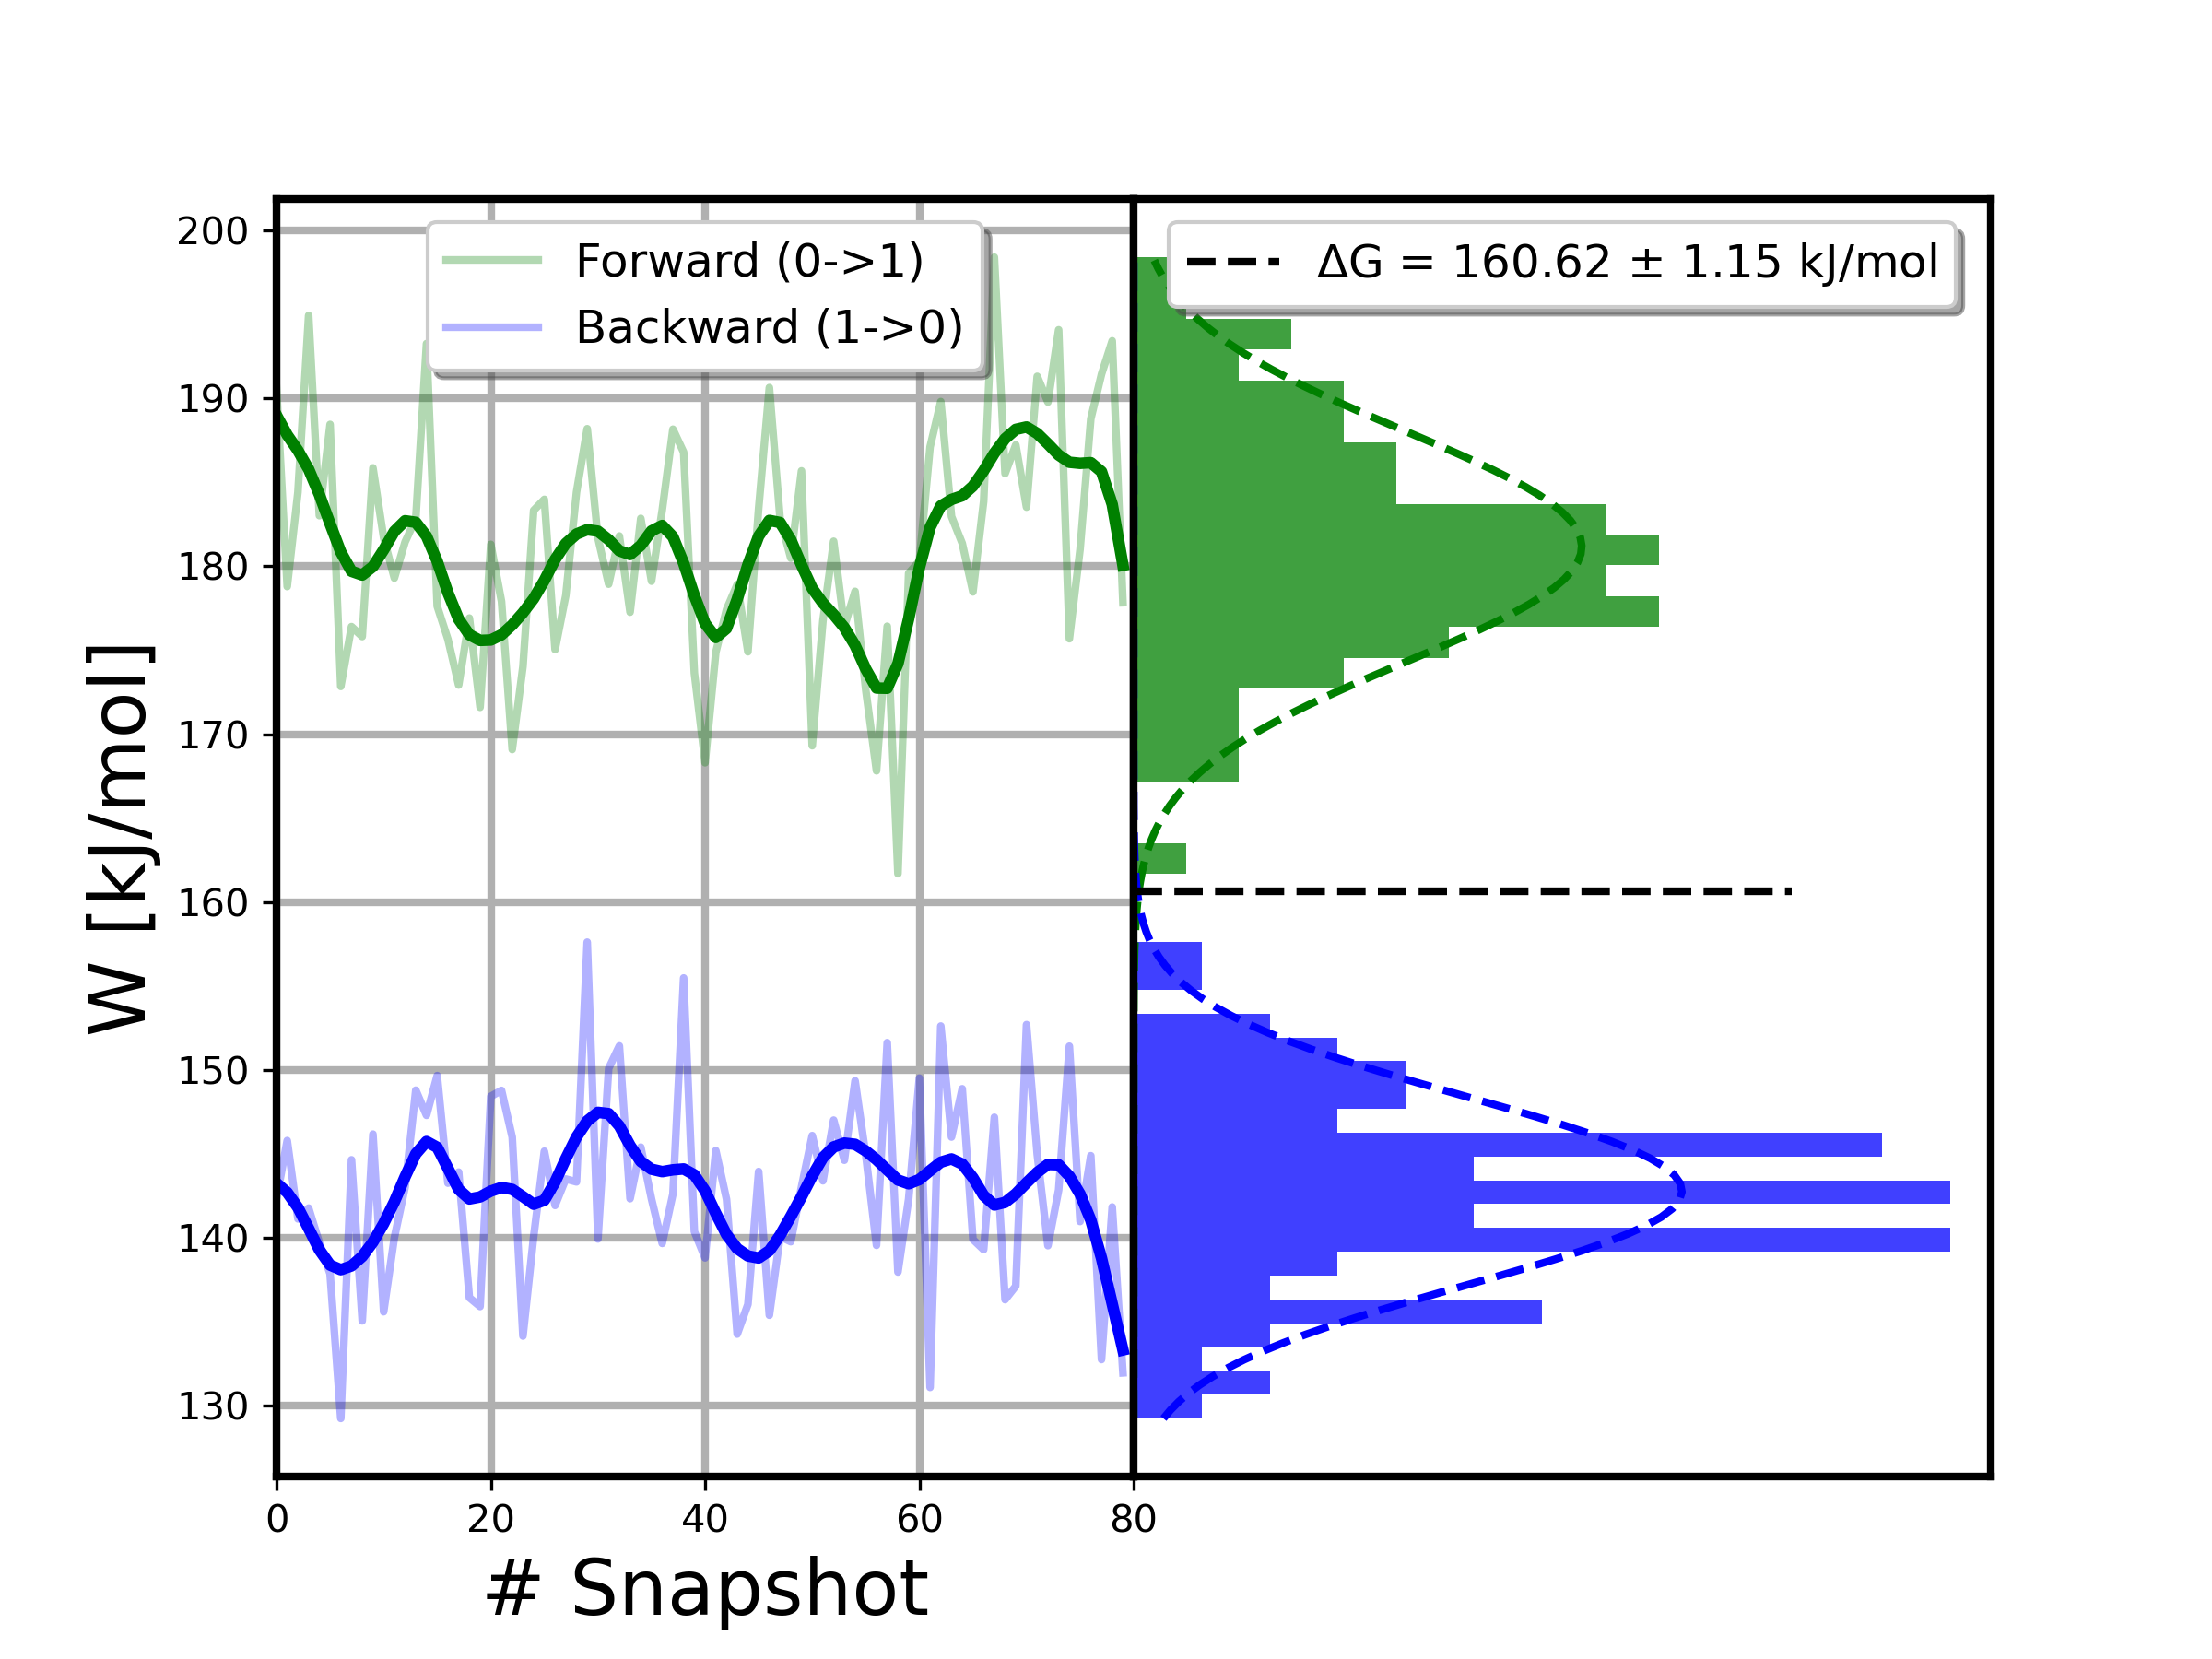 Forward (0->1)
Backward (1->0)
ΔG = 160.62 ± 1.15 kJ/mol
200
190
180
170
160
150
140
130
W [kJ/mol]
0 20 40 60 80
# Snapshot